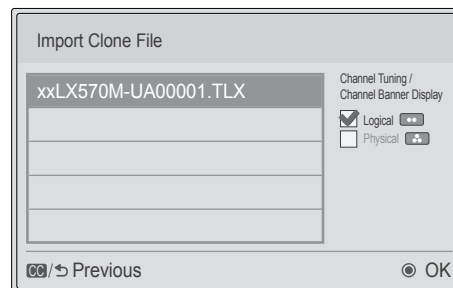 Import Clone File
xxLX570M-UA00001.TLX
Channel Tuning /
Channel Banner Display
Logical
Physical
CC/ Previous
OK